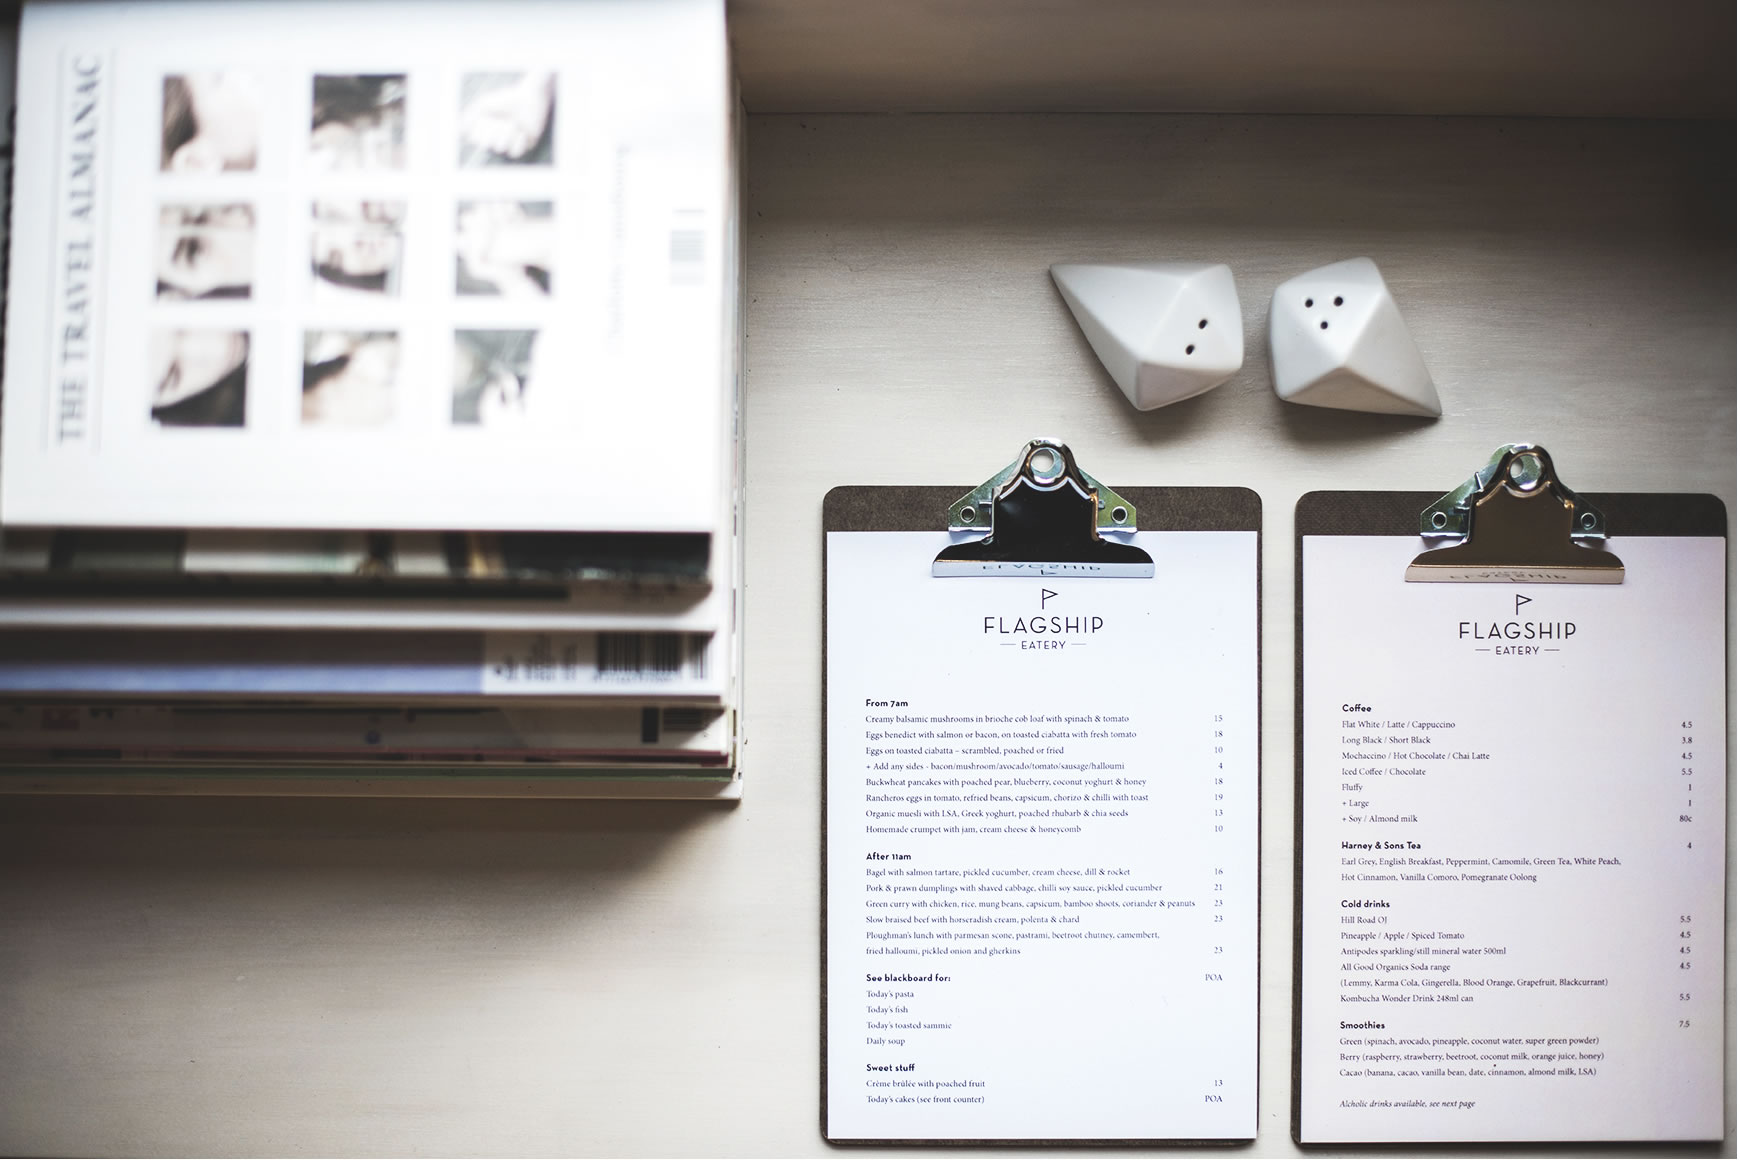 THE TRAVEL ALMANAC
FLAGSHIP
FLAGSHIP
EATERY
From 7am
Creamy balsamic mushrooms in brioche cob loaf with spinach & tomato 15
Eggs benedict with salmon or bacon, on toasted ciabatta with fresh tomato 18
Eggs on toasted ciabatta – scrambled, poached or fried 10
+ Add any sides - bacon/mushroom/avocado/tomato/sausage/halloumi 4
Buckwheat pancakes with poached pear, blueberry, coconut yoghurt & honey 18
Rancheros eggs in tomato, refried beans, capsicum, chorizo & chilli with toast 19
Organic muesli with LSA, Greek yoghurt, poached rhubarb & chia seeds 13
Homemade crumpet with jam, cream cheese & honeycomb 10
After 11am
Bagel with salmon tartare, pickled cucumber, cream cheese, dill & rocket 16
Pork & prawn dumplings with shaved cabbage, chilli soy sauce, pickled cucumber 21
Green curry with chicken, rice, mung beans, capsicum, bamboo shoots, coriander & peanuts 23
Slow braised beef with horseradish cream, polenta & chard 23
Ploughman's lunch with parmesan scone, pastrami, beetroot chutney, camembert,
fried halloumi, pickled onion and gherkins 23
See blackboard for: POA
Today's pasta
Today's fish
Today's toasted sammie
Daily soup
Sweet stuff
Crème brûlée with poached fruit 13
Today's cakes (see front counter) POA
FLAGSHIP
FLAGSHIP
EATERY
Coffee
Flat White / Latte / Cappuccino 4.5
Long Black / Short Black 3.8
Mochaccino / Hot Chocolate / Chai Latte 4.5
Iced Coffee / Chocolate 5.5
Fluffy 1
+ Large 1
+ Soy / Almond milk 80c
Harney & Sons Tea 4
Earl Grey, English Breakfast, Peppermint, Camomile, Green Tea, White Peach,
Hot Cinnamon, Vanilla Comoro, Pomegranate Oolong
Cold drinks
Hill Road OJ 5.5
Pineapple / Apple / Spiced Tomato 4.5
Antipodes sparkling/still mineral water 500ml 4.5
All Good Organics Soda range 4.5
(Lemmy, Karma Cola, Gingerella, Blood Orange, Grapefruit, Blackcurrant)
Kombucha Wonder Drink 248ml can 5.5
Smoothies 7.5
Green (spinach, avocado, pineapple, coconut water, super green powder)
Berry (raspberry, strawberry, beetroot, coconut milk, orange juice, honey)
Cacao (banana, cacao, vanilla bean, date, cinnamon, almond milk, LSA)
Alcholic drinks available, see next page